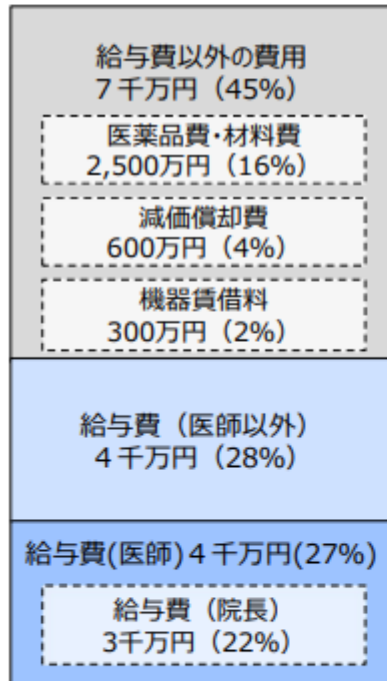 給与費以外の費用
７千万円（45%）
医薬品費・材料費
2,500万円（16%）
減価償却費
600万円（4%）
機器賃借料
300万円（2%）
給与費（医師以外）
４千万円（28%）
給与費(医師)４千万円(27%)
給与費（院長）
3千万円（22%）